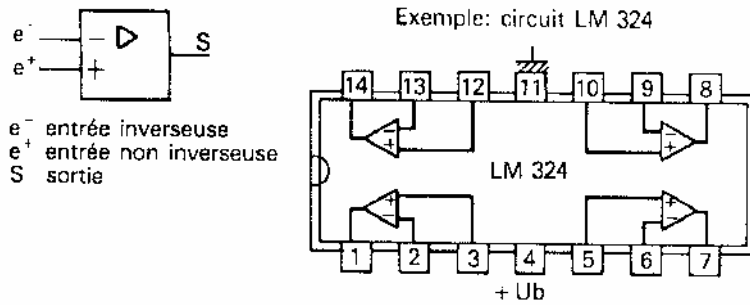 e⁻
e⁺
S
e⁻ entrée inverseuse
e⁺ entrée non inverseuse
S sortie
Exemple: circuit LM 324
14 13 12 11 10 9 8
LM 324
1 2 3 4 5 6 7
+ Ub